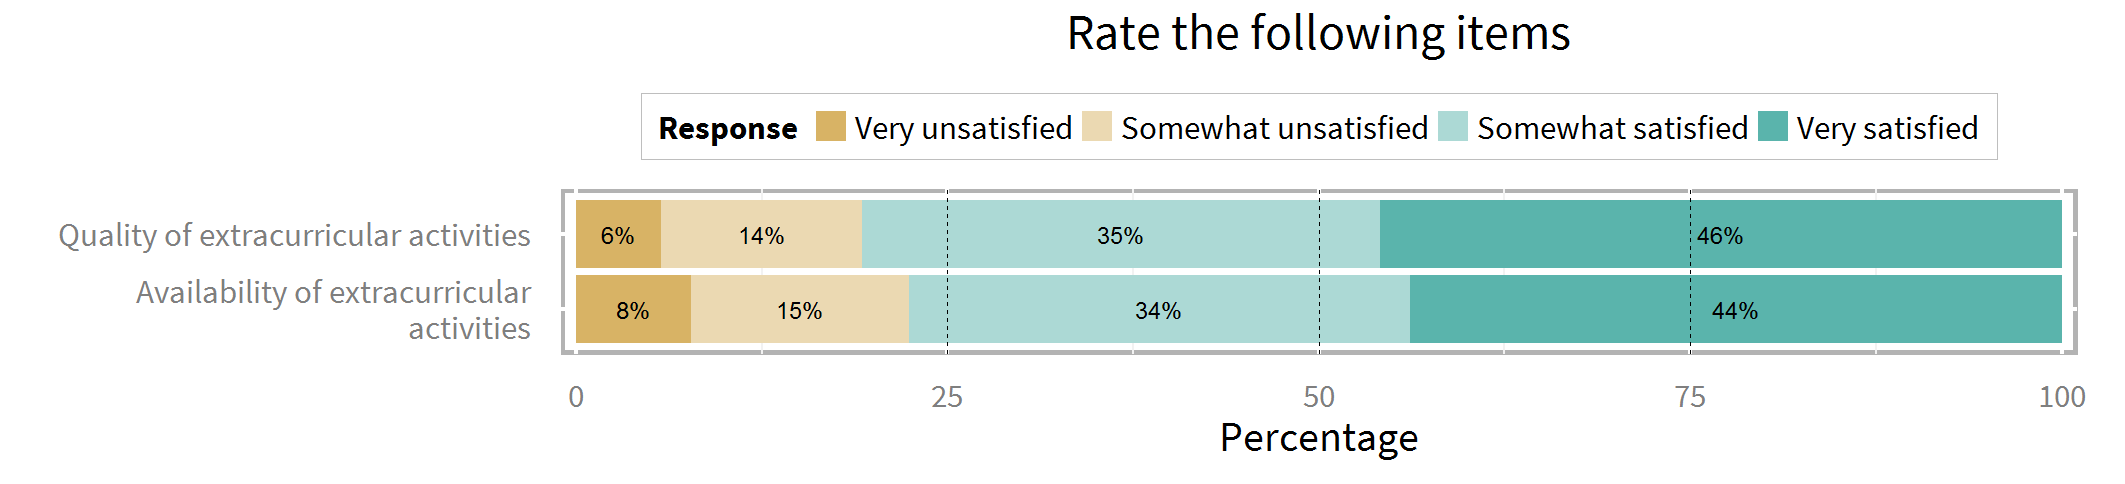 Rate the following items
Response Very unsatisfied Somewhat unsatisfied Somewhat satisfied Very satisfied
Quality of extracurricular activities 6% 14% 35% 46%
Availability of extracurricular
activities 8% 15% 34% 44%
0 25 50 75 100
Percentage